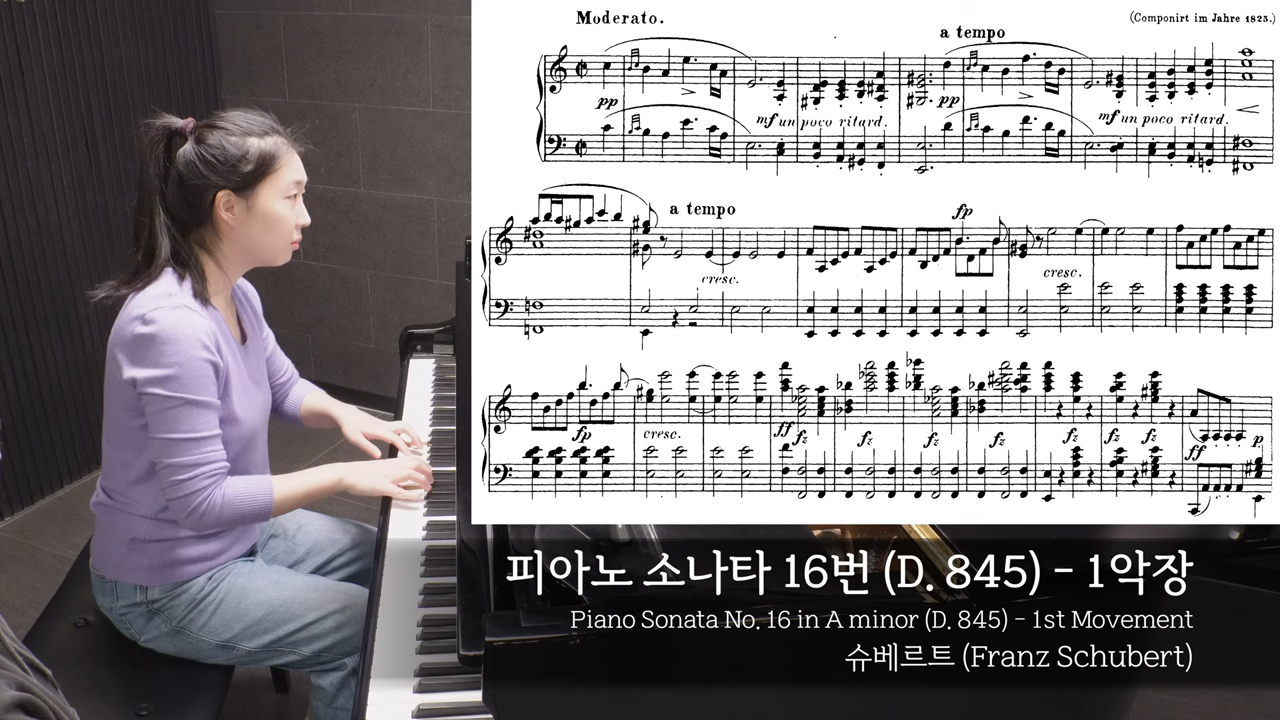 Moderato.
(Componirt im Jahre 1825.)
a tempo
pp
mf un poco ritard.
pp
mf un poco ritard.
a tempo
fp
cresc.
cresc.
fp
cresc.
ff
fz
fz
fz
fz
fz
fz
fz
ff
p
피아노 소나타 16번 (D. 845) - 1악장
Piano Sonata No. 16 in A minor (D. 845) - 1st Movement
슈베르트 (Franz Schubert)